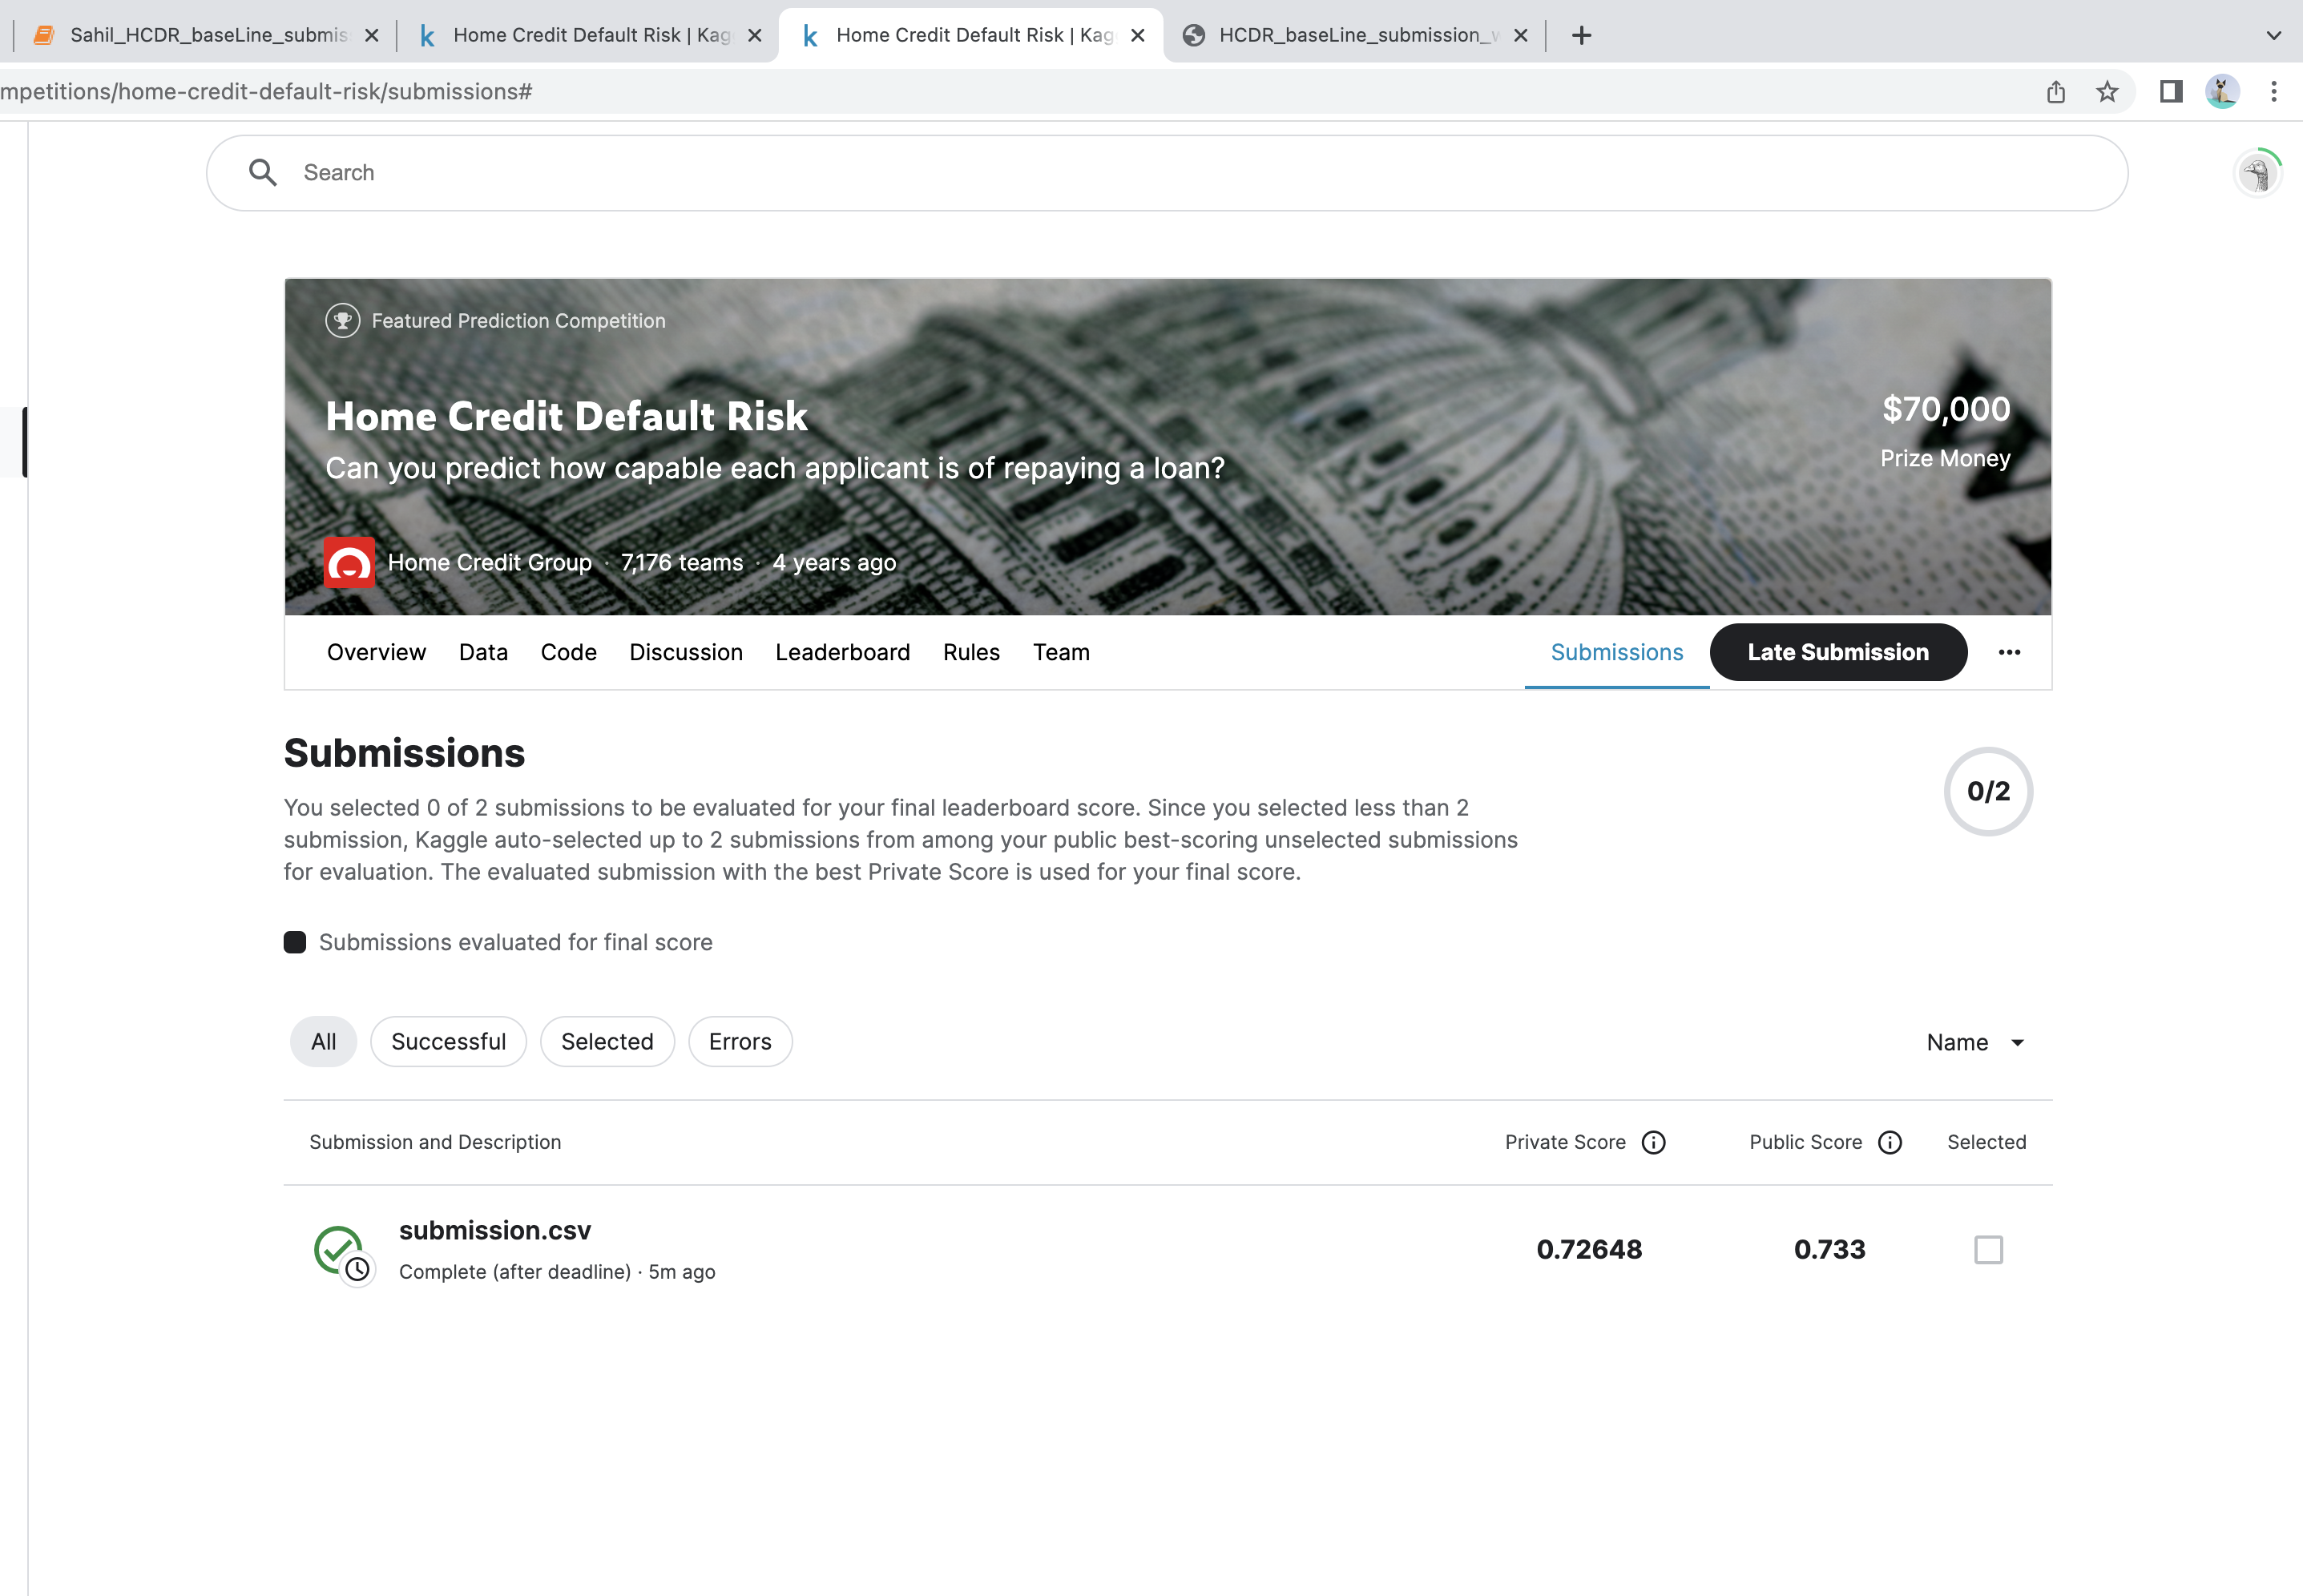 Sahil_HCDR_baseLine_submis
Home Credit Default Risk | Kag
Home Credit Default Risk | Kag
HCDR_baseLine_submission_w
mpetitions/home-credit-default-risk/submissions#
Search
Featured Prediction Competition
Home Credit Default Risk
$70,000
Can you predict how capable each applicant is of repaying a loan?
Prize Money
Home Credit Group · 7,176 teams · 4 years ago
Overview Data Code Discussion Leaderboard Rules Team Submissions Late Submission
Submissions
0/2
You selected 0 of 2 submissions to be evaluated for your final leaderboard score. Since you selected less than 2
submission, Kaggle auto-selected up to 2 submissions from among your public best-scoring unselected submissions
for evaluation. The evaluated submission with the best Private Score is used for your final score.
Submissions evaluated for final score
All Successful Selected Errors Name
Submission and Description Private Score Public Score Selected
submission.csv
0.72648 0.733
Complete (after deadline) · 5m ago